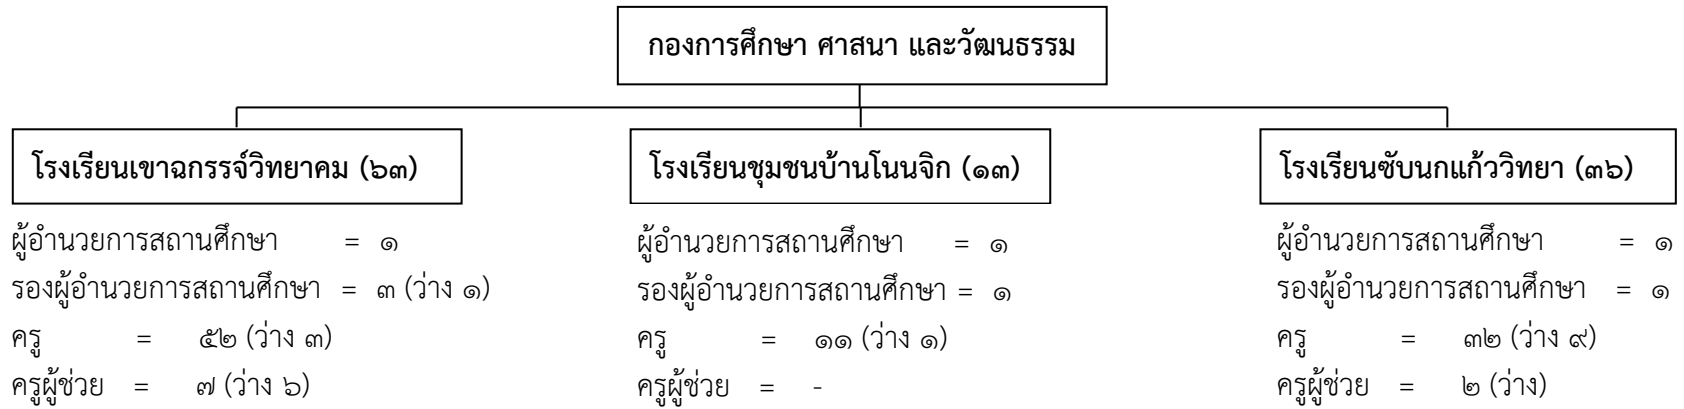 กองการศึกษา ศาสนา และวัฒนธรรม
โรงเรียนเขาฉกรรจ์วิทยาคม (๖๓)
ผู้อำนวยการสถานศึกษา = ๑
รองผู้อำนวยการสถานศึกษา = ๓ (ว่าง ๑)
ครู = ๕๒ (ว่าง ๓)
ครูผู้ช่วย = ๗ (ว่าง ๖)
โรงเรียนชุมชนบ้านโนนจิก (๑๓)
ผู้อำนวยการสถานศึกษา = ๑
รองผู้อำนวยการสถานศึกษา = ๑
ครู = ๑๑ (ว่าง ๑)
ครูผู้ช่วย = -
โรงเรียนซับนกแก้ววิทยา (๓๖)
ผู้อำนวยการสถานศึกษา = ๑
รองผู้อำนวยการสถานศึกษา = ๑
ครู = ๓๒ (ว่าง ๙)
ครูผู้ช่วย = ๒ (ว่าง)